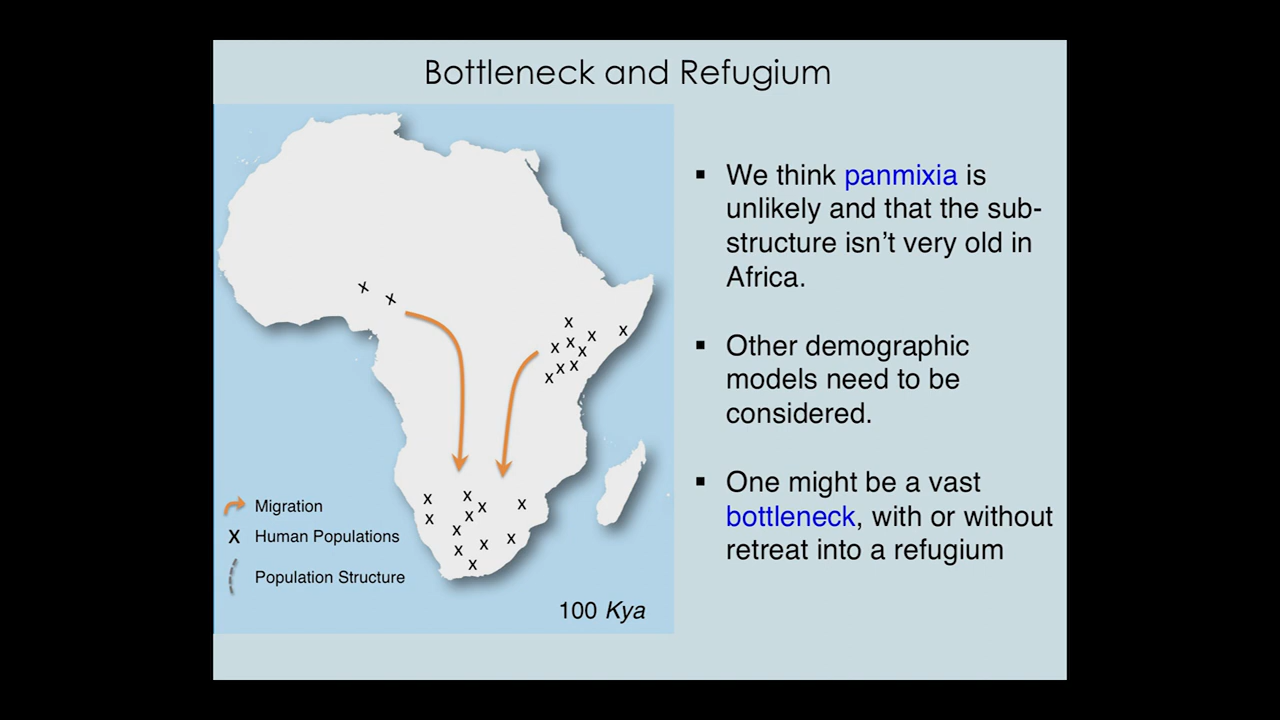 Bottleneck and Refugium
▪ We think panmixia is
unlikely and that the sub-
structure isn’t very old in
Africa.
▪ Other demographic
models need to be
considered.
▪ One might be a vast
bottleneck, with or without
retreat into a refugium
x x
x x x x x x x x x x
x x x x x x x x x x x x
Migration
X Human Populations
Population Structure
100 Kya